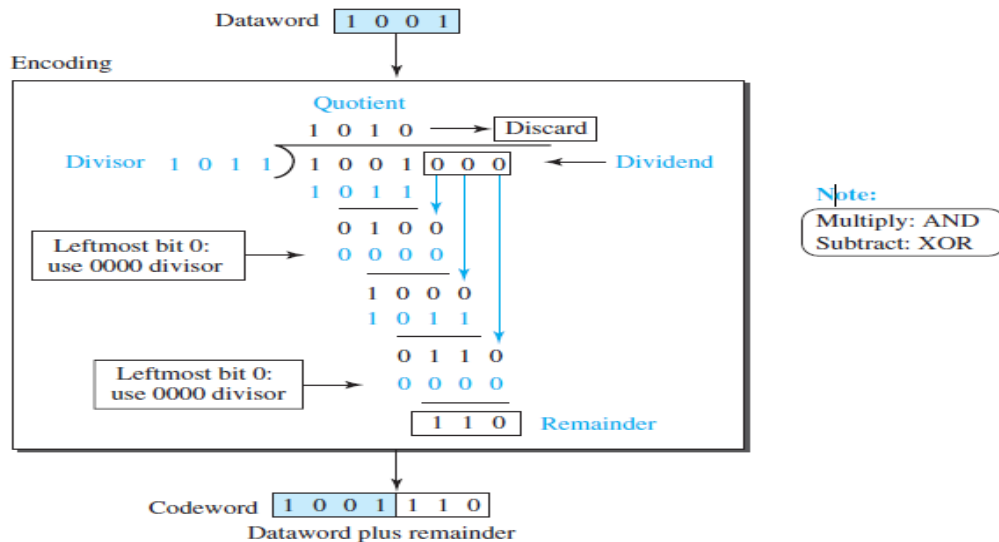 Dataword 1 0 0 1
Encoding
Quotient
1 0 1 0 Discard
Divisor 1 0 1 1 1 0 0 1 0 0 0 Dividend
1 0 1 1
0 1 0 0
Leftmost bit 0:
use 0000 divisor
0 0 0 0
1 0 0 0
1 0 1 1
0 1 1 0
Leftmost bit 0:
use 0000 divisor
0 0 0 0
1 1 0 Remainder
Codeword 1 0 0 1 1 1 0
Dataword plus remainder
Note:
Multiply: AND
Subtract: XOR